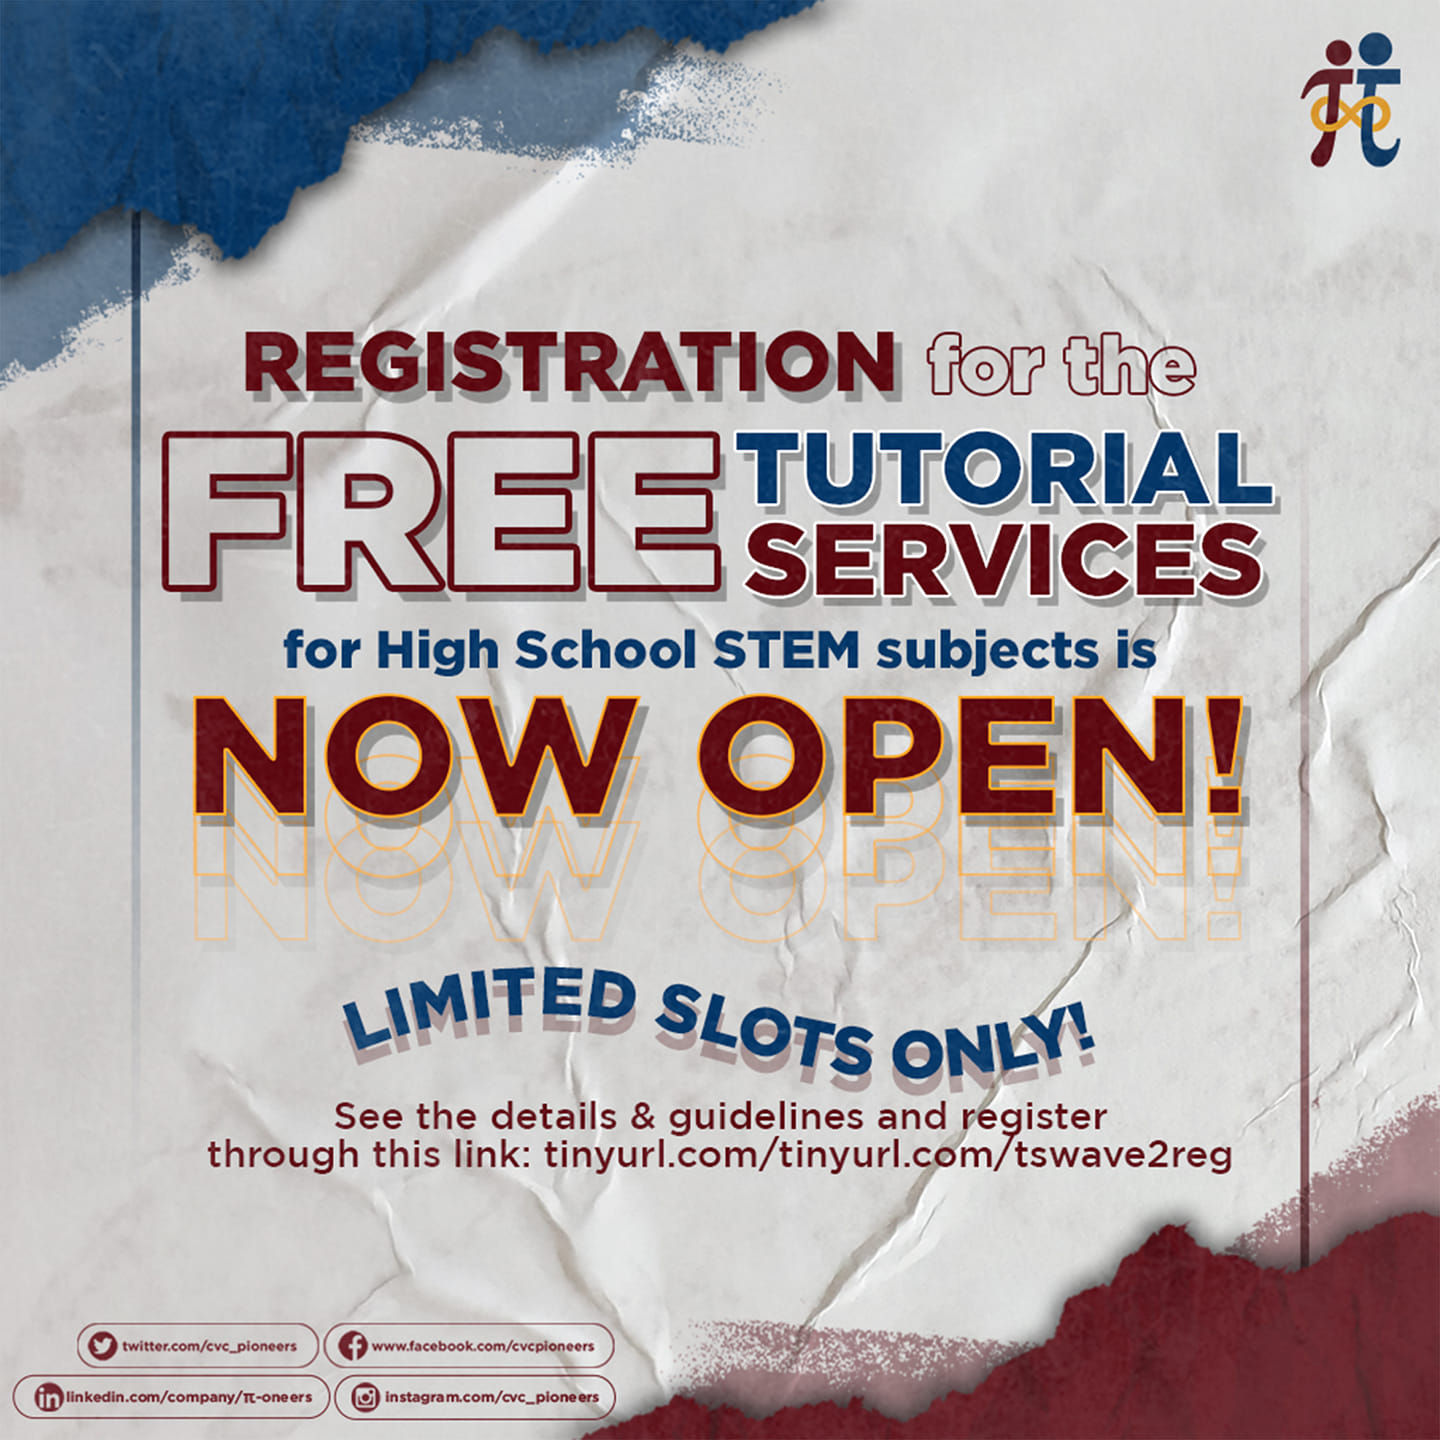 REGISTRATION for the
FREE TUTORIAL
SERVICES
for High School STEM subjects is
NOW OPEN!
NOW OPEN!
NOW OPEN!
LIMITED SLOTS ONLY!
See the details & guidelines and register
through this link: tinyurl.com/tinyurl.com/tswave2reg
twitter.com/cvc_pioneers
www.facebook.com/cvcpioneers
linkedin.com/company/π-oneers
instagram.com/cvc_pioneers